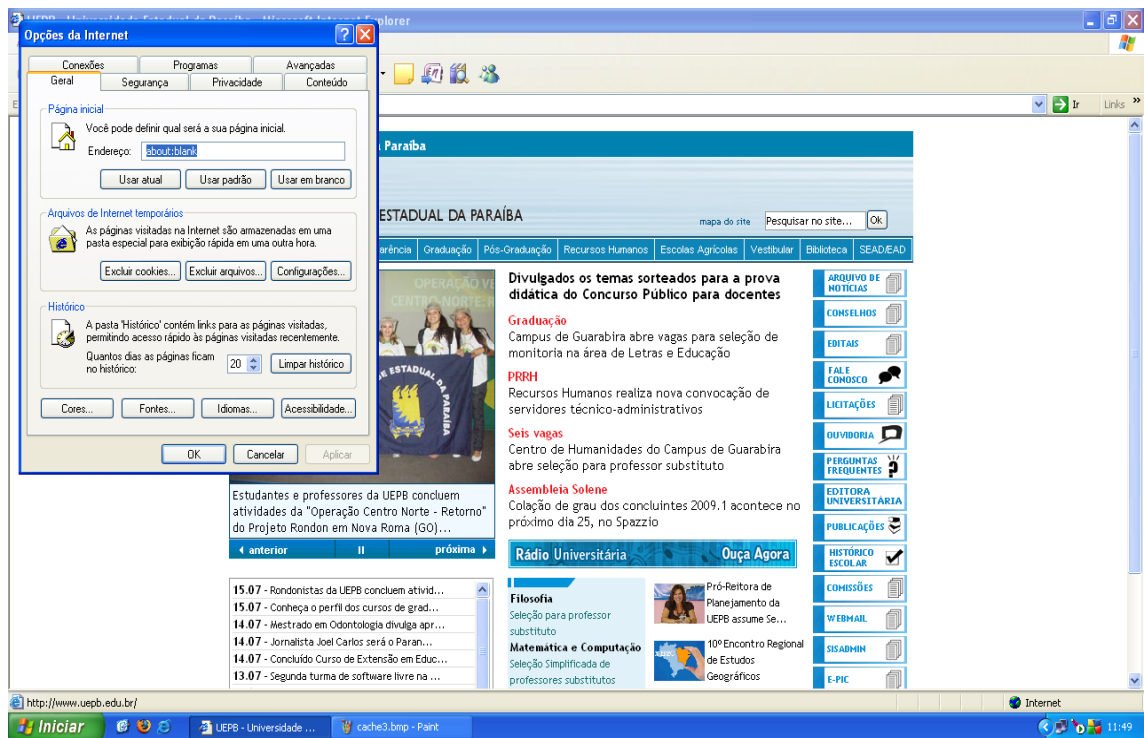 UEPB - Universidade Estadual da Paraíba - Microsoft Internet Explorer
Opções da Internet
Conexões Programas Avançadas
Geral Segurança Privacidade Conteúdo
Página inicial
Você pode definir qual será a sua página inicial.
Endereço: about:blank
Usar atual Usar padrão Usar em branco
Arquivos de Internet temporários
As páginas visitadas na Internet são armazenadas em uma
pasta especial para exibição rápida em uma outra hora.
Excluir cookies... Excluir arquivos... Configurações...
Histórico
A pasta 'Histórico' contém links para as páginas visitadas,
permitindo acesso rápido às páginas visitadas recentemente.
Quantos dias as páginas ficam
no histórico: 20 Limpar histórico
Cores... Fontes... Idiomas... Acessibilidade...
OK Cancelar Aplicar
Ir Links »
Paraíba
ESTADUAL DA PARAÍBA
mapa do site Pesquisar no site... Ok
arência Graduação Pós-Graduação Recursos Humanos Escolas Agrícolas Vestibular Biblioteca SEAD/EAD
OPERAÇÃO VE
CENTRO-NORTE: R
E ESTADUAL DA PARAÍBA
Estudantes e professores da UEPB concluem
atividades da "Operação Centro Norte - Retorno"
do Projeto Rondon em Nova Roma (GO)...
anterior próxima
Divulgados os temas sorteados para a prova
didática do Concurso Público para docentes
Graduação
Campus de Guarabira abre vagas para seleção de
monitoria na área de Letras e Educação
PRRH
Recursos Humanos realiza nova convocação de
servidores técnico-administrativos
Seis vagas
Centro de Humanidades do Campus de Guarabira
abre seleção para professor substituto
Assembleia Solene
Colação de grau dos concluintes 2009.1 acontece no
próximo dia 25, no Spazzio
Rádio Universitária Ouça Agora
ARQUIVO DE
NOTÍCIAS
CONSELHOS
EDITAIS
FALE
CONOSCO
LICITAÇÕES
OUVIDORIA
PERGUNTAS
FREQUENTES
EDITORA
UNIVERSITÁRIA
PUBLICAÇÕES
HISTÓRICO
ESCOLAR
COMISSÕES
WEBMAIL
SISADMIN
E-PIC
15.07 - Rondonistas da UEPB concluem ativid...
15.07 - Conheça o perfil dos cursos de grad...
14.07 - Mestrado em Odontologia divulga apr...
14.07 - Jornalista Joel Carlos será o Paran...
14.07 - Concluído Curso de Extensão em Educ...
13.07 - Segunda turma de software livre na ...
Filosofia
Seleção para professor
substituto
Matemática e Computação
Seleção Simplificada de
professores substitutos
Pró-Reitora de
Planejamento da
UEPB assume Se...
10º Encontro Regional
de Estudos
Geográficos
http://www.uepb.edu.br/ Internet
Iniciar UEPB - Universidade ... cache3.bmp - Paint 11:49